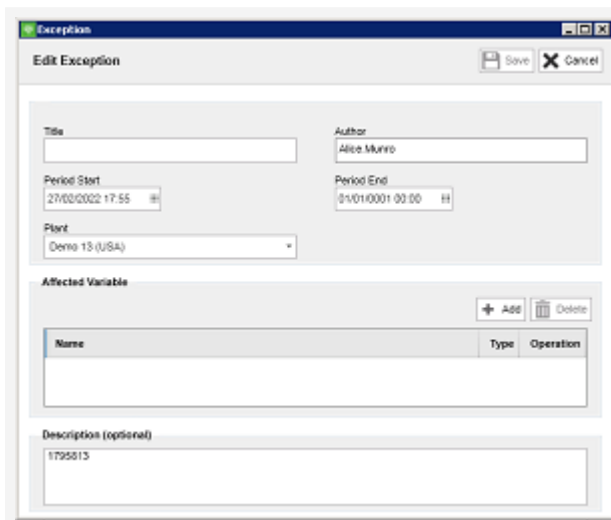 Exception
Edit Exception
Save
Cancel
Title
Author
Alice.Munro
Period Start
Period End
27/02/2022 17:55
01/01/0001 00:00
Plant
Demo 13 (USA)
Affected Variable
Add
Delete
Name
Type
Operation
Description (optional)
1795813